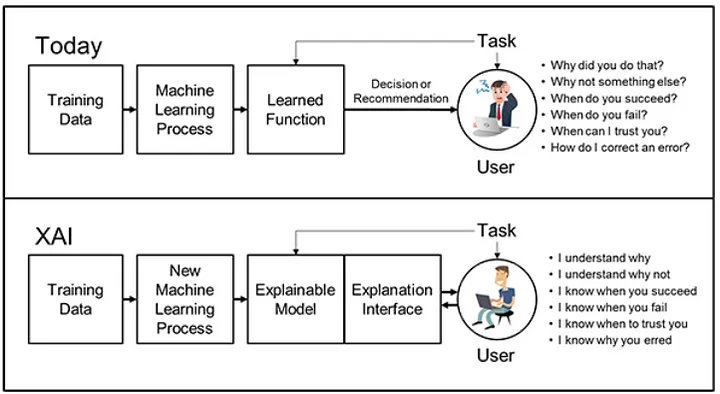 Today
Task
Training
Data
Machine
Learning
Process
Learned
Function
Decision or
Recommendation
User
• Why did you do that?
• Why not something else?
• When do you succeed?
• When do you fail?
• When can I trust you?
• How do I correct an error?
XAI
Task
Training
Data
New
Machine
Learning
Process
Explainable
Model
Explanation
Interface
User
• I understand why
• I understand why not
• I know when you succeed
• I know when you fail
• I know when to trust you
• I know why you erred